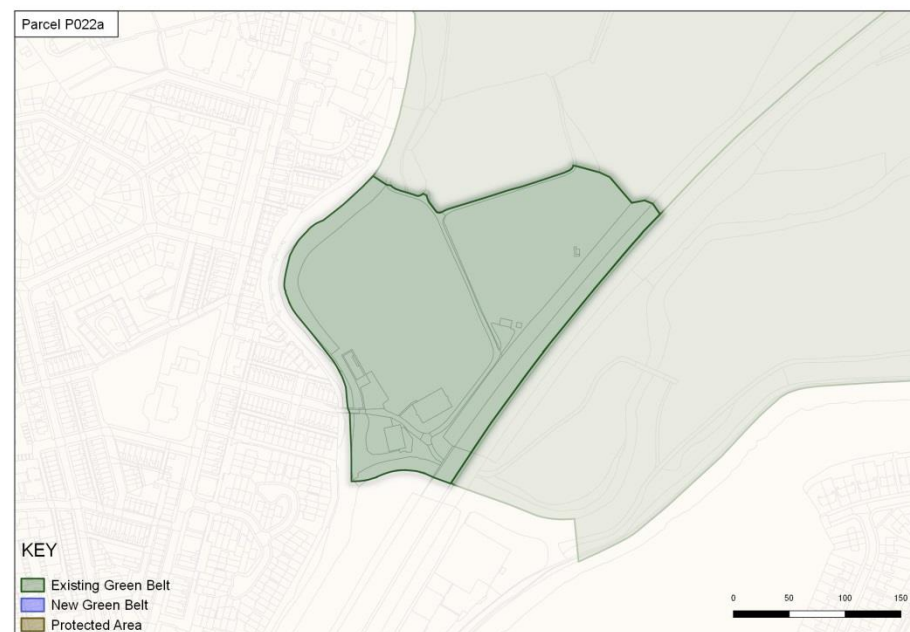 Parcel P022a
KEY
Existing Green Belt
New Green Belt
Protected Area
0 50 100 150